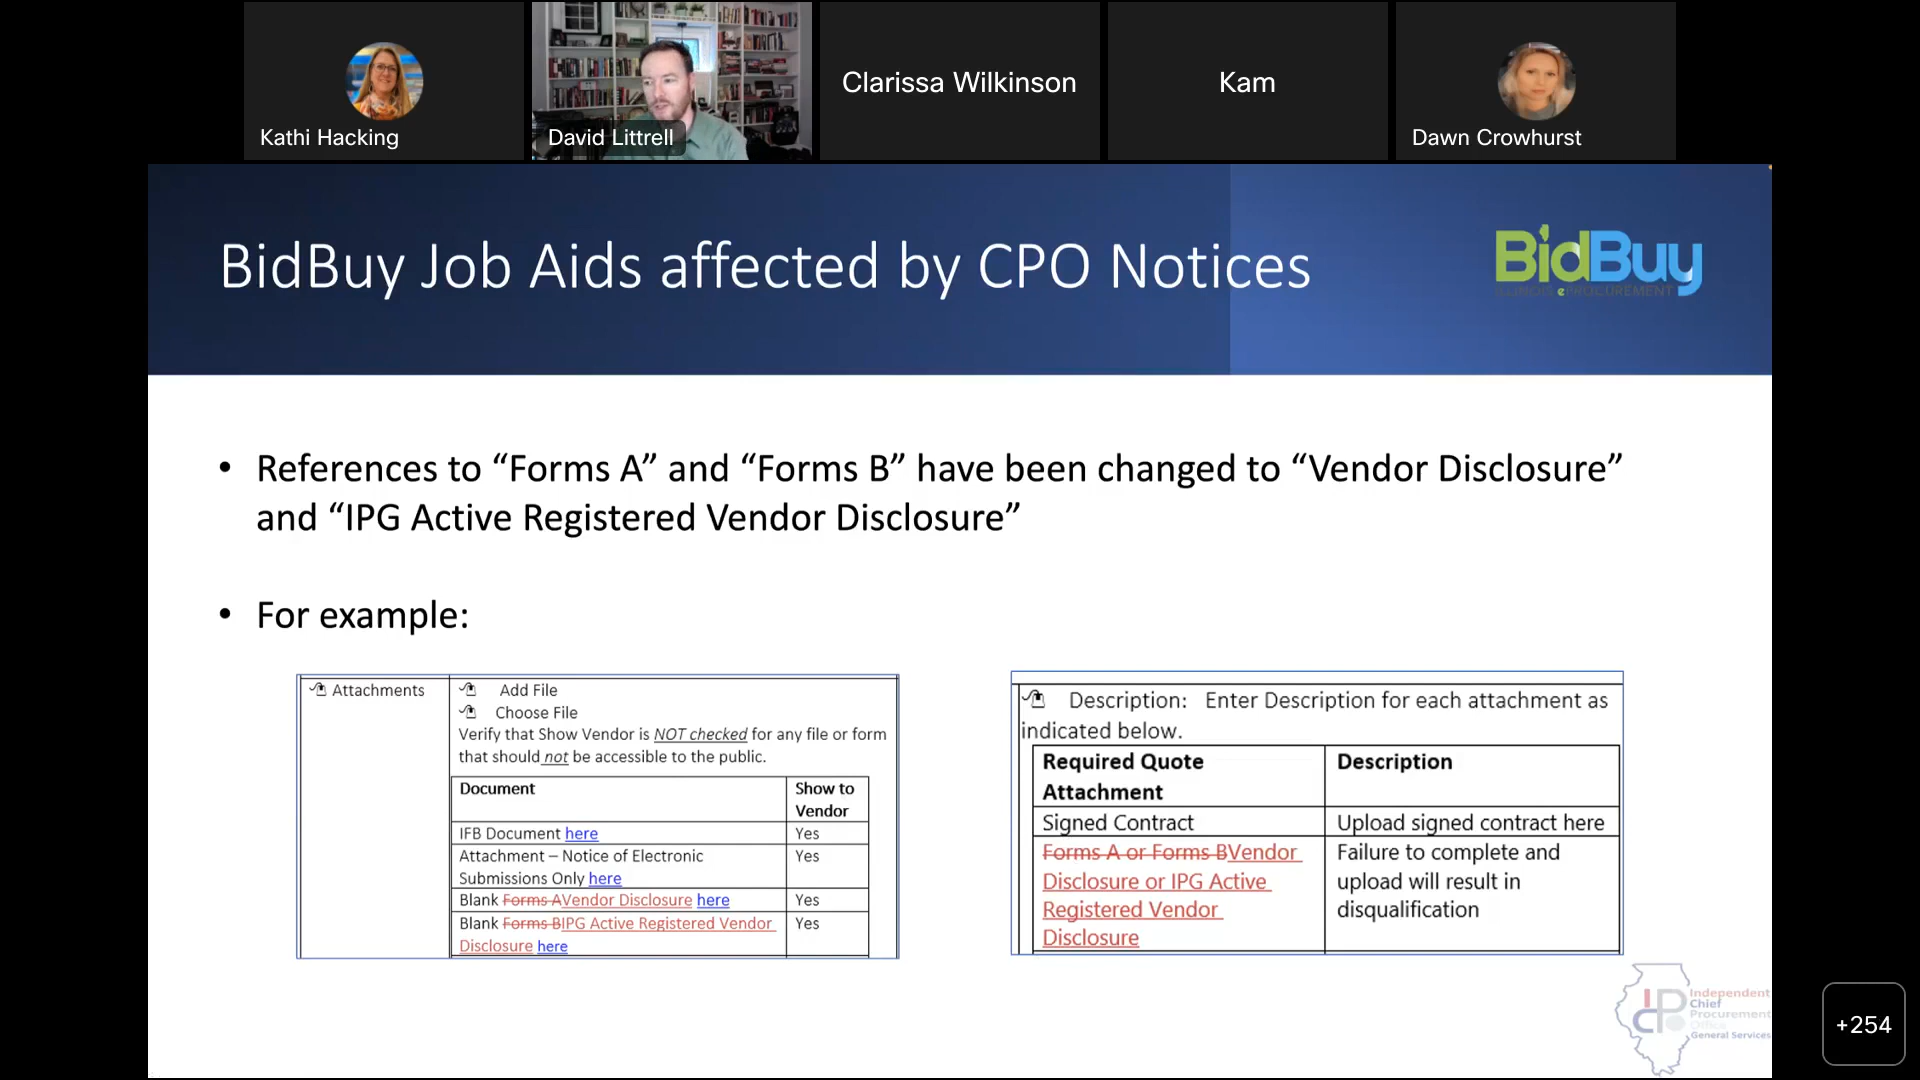 Kathi Hacking
David Littrell
Clarissa Wilkinson
Kam
Dawn Crowhurst
BidBuy Job Aids affected by CPO Notices
BidBuy
ILLINOIS ePROCUREMENT
• References to “Forms A” and “Forms B” have been changed to “Vendor Disclosure”
and “IPG Active Registered Vendor Disclosure”
• For example:
Attachments
Add File
Choose File
Verify that Show Vendor is NOT checked for any file or form
that should not be accessible to the public.
Document
Show to
Vendor
IFB Document here
Yes
Attachment – Notice of Electronic
Submissions Only here
Yes
Blank Forms AVendor Disclosure here
Yes
Blank Forms BIPG Active Registered Vendor
Disclosure here
Yes
Description: Enter Description for each attachment as
indicated below.
Required Quote
Attachment
Description
Signed Contract
Upload signed contract here
Forms A or Forms BVendor
Disclosure or IPG Active
Registered Vendor
Disclosure
Failure to complete and
upload will result in
disqualification
ICPO
Independent
Chief
Procurement
Office
General Services
+254